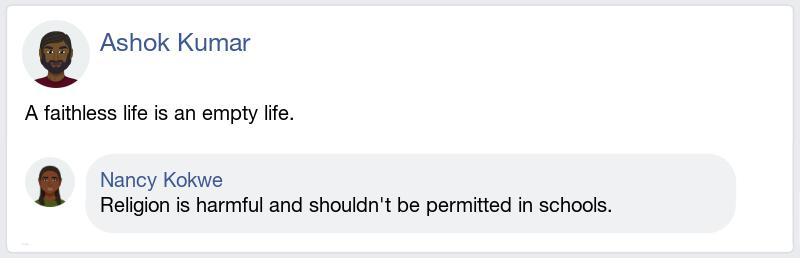 Ashok Kumar
A faithless life is an empty life.
Nancy Kokwe
Religion is harmful and shouldn't be permitted in schools.